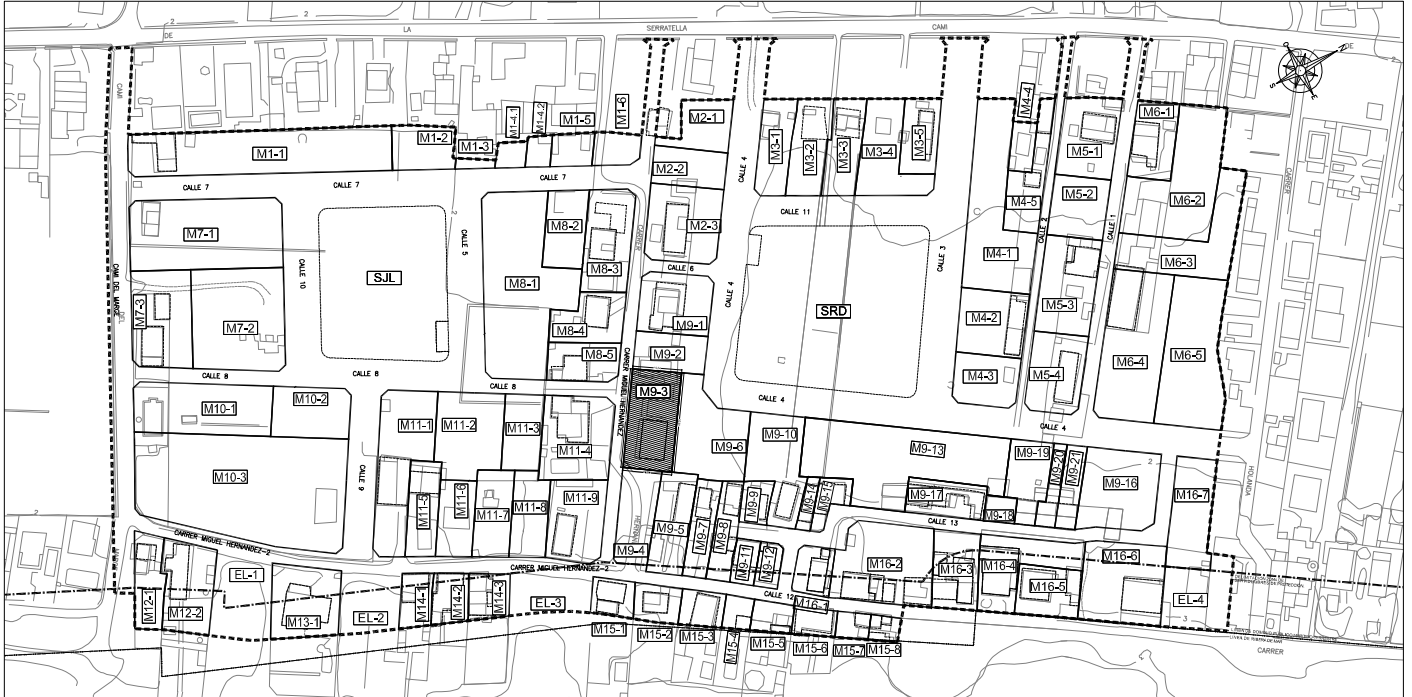 2
2
DE
LA
SERRATELLA
CAMI
DE
CAMI
DEL
MARGE
CAMI DEL MARGE
O
N
S
E
M1-1
M1-2
M1-3
M1-4.1
M1-4.2
M1-5
M1-6
M2-1
M2-2
M2-3
M3-1
M3-2
M3-3
M3-4
M3-5
M4-4
M4-5
M5-1
M5-2
M6-1
M6-2
M6-3
CARRER
CALLE 7
CALLE 7
CALLE 7
CALLE 4
CALLE 11
CALLE 2
CALLE 1
M7-1
M7-2
M7-3
CALLE 10
SJL
2
CALLE 5
M8-1
M8-2
M8-3
M8-4
M8-5
CARRER
CARRER MIGUEL HERNANDEZ
CALLE 6
CALLE 4
M9-1
M9-2
M9-3
SRD
CALLE 3
M4-1
M4-2
M4-3
M5-3
M5-4
M6-4
M6-5
CALLE 8
CALLE 8
CALLE 8
CALLE 4
CALLE 4
M10-1
M10-2
M10-3
CALLE 9
M11-1
M11-2
M11-3
M11-4
M11-5
M11-6
M11-7
M11-8
M11-9
M9-6
M9-10
M9-13
M9-19
M9-20
M9-21
M9-16
M16-7
2
2
HOLANDA
M9-4
M9-5
M9-7
M9-8
M9-9
M9-14
M9-15
M9-17
M9-18
M9-11
M9-12
CALLE 13
HERNAN
CARRER MIGUEL HERNANDEZ-2
CARRER MIGUEL HERNANDEZ-2
CALLE 12
M16-1
M16-2
M16-3
M16-4
M16-5
M16-6
EL-4
M12-1
M12-2
EL-1
M13-1
EL-2
M14-1
M14-2
M14-3
EL-3
M15-1
M15-2
M15-3
M15-4
M15-5
M15-6
M15-7
M15-8
3
CARRER